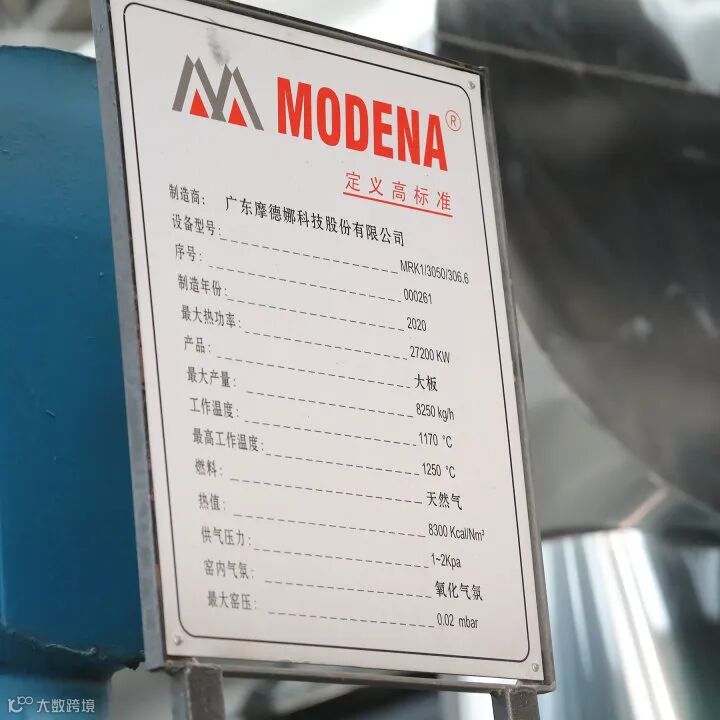 MODENA®
定义高标准
制造商: 广东摩德娜科技股份有限公司
设备型号: MRK1/3050/306.6
序号: 000261
制造年份: 2020
最大热功率: 27200 KW
产品: 大板
最大产量: 8250 kg/h
工作温度: 1170 °C
最高工作温度: 1250 °C
燃料: 天然气
热值: 8300 Kcal/Nm³
供气压力: 1~2Kpa
窑内气氛: 氧化气氛
最大窑压: 0.02 mbar
大数跨境